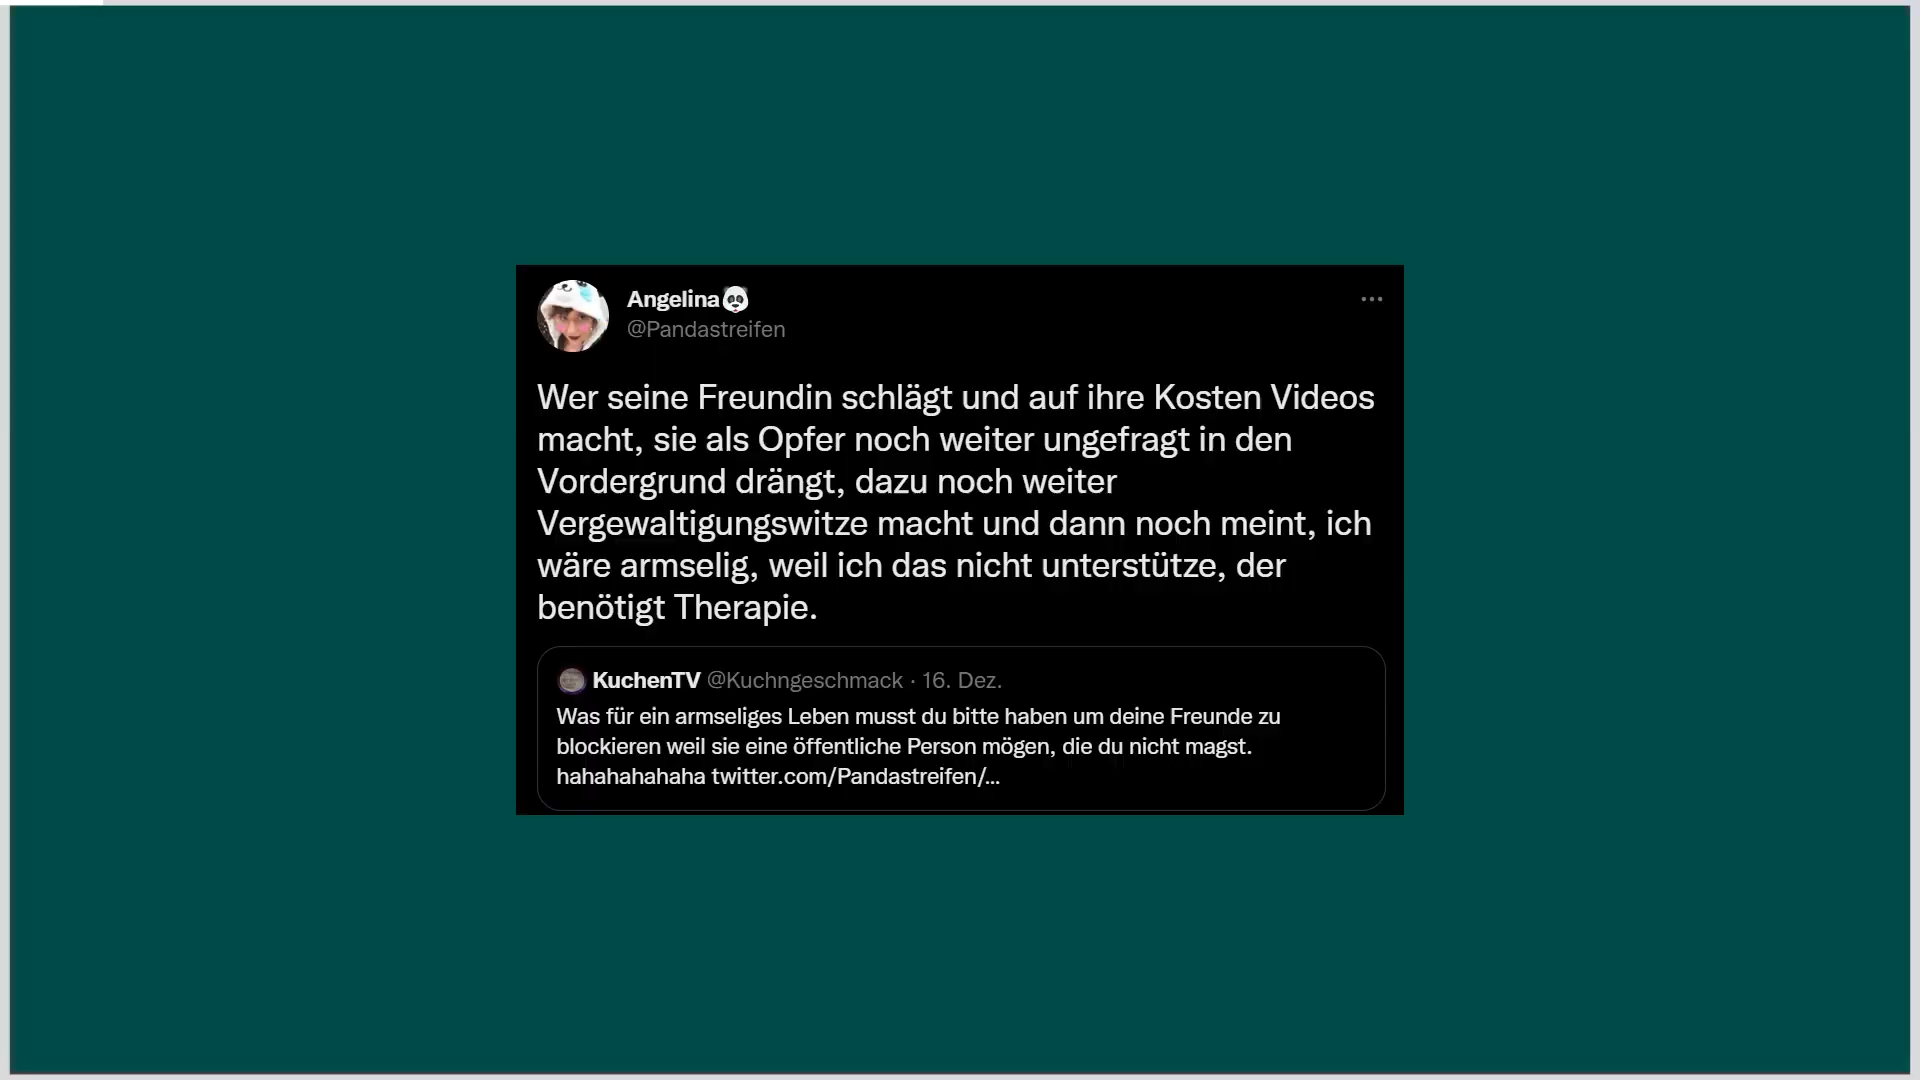 Angelina🐼
@Pandastreifen
Wer seine Freundin schlägt und auf ihre Kosten Videos
macht, sie als Opfer noch weiter ungefragt in den
Vordergrund drängt, dazu noch weiter
Vergewaltigungswitze macht und dann noch meint, ich
wäre armselig, weil ich das nicht unterstütze, der
benötigt Therapie.
KuchenTV @Kuchngeschmack · 16. Dez.
Was für ein armseliges Leben musst du bitte haben um deine Freunde zu
blockieren weil sie eine öffentliche Person mögen, die du nicht magst.
hahahahahaha twitter.com/Pandastreifen/...